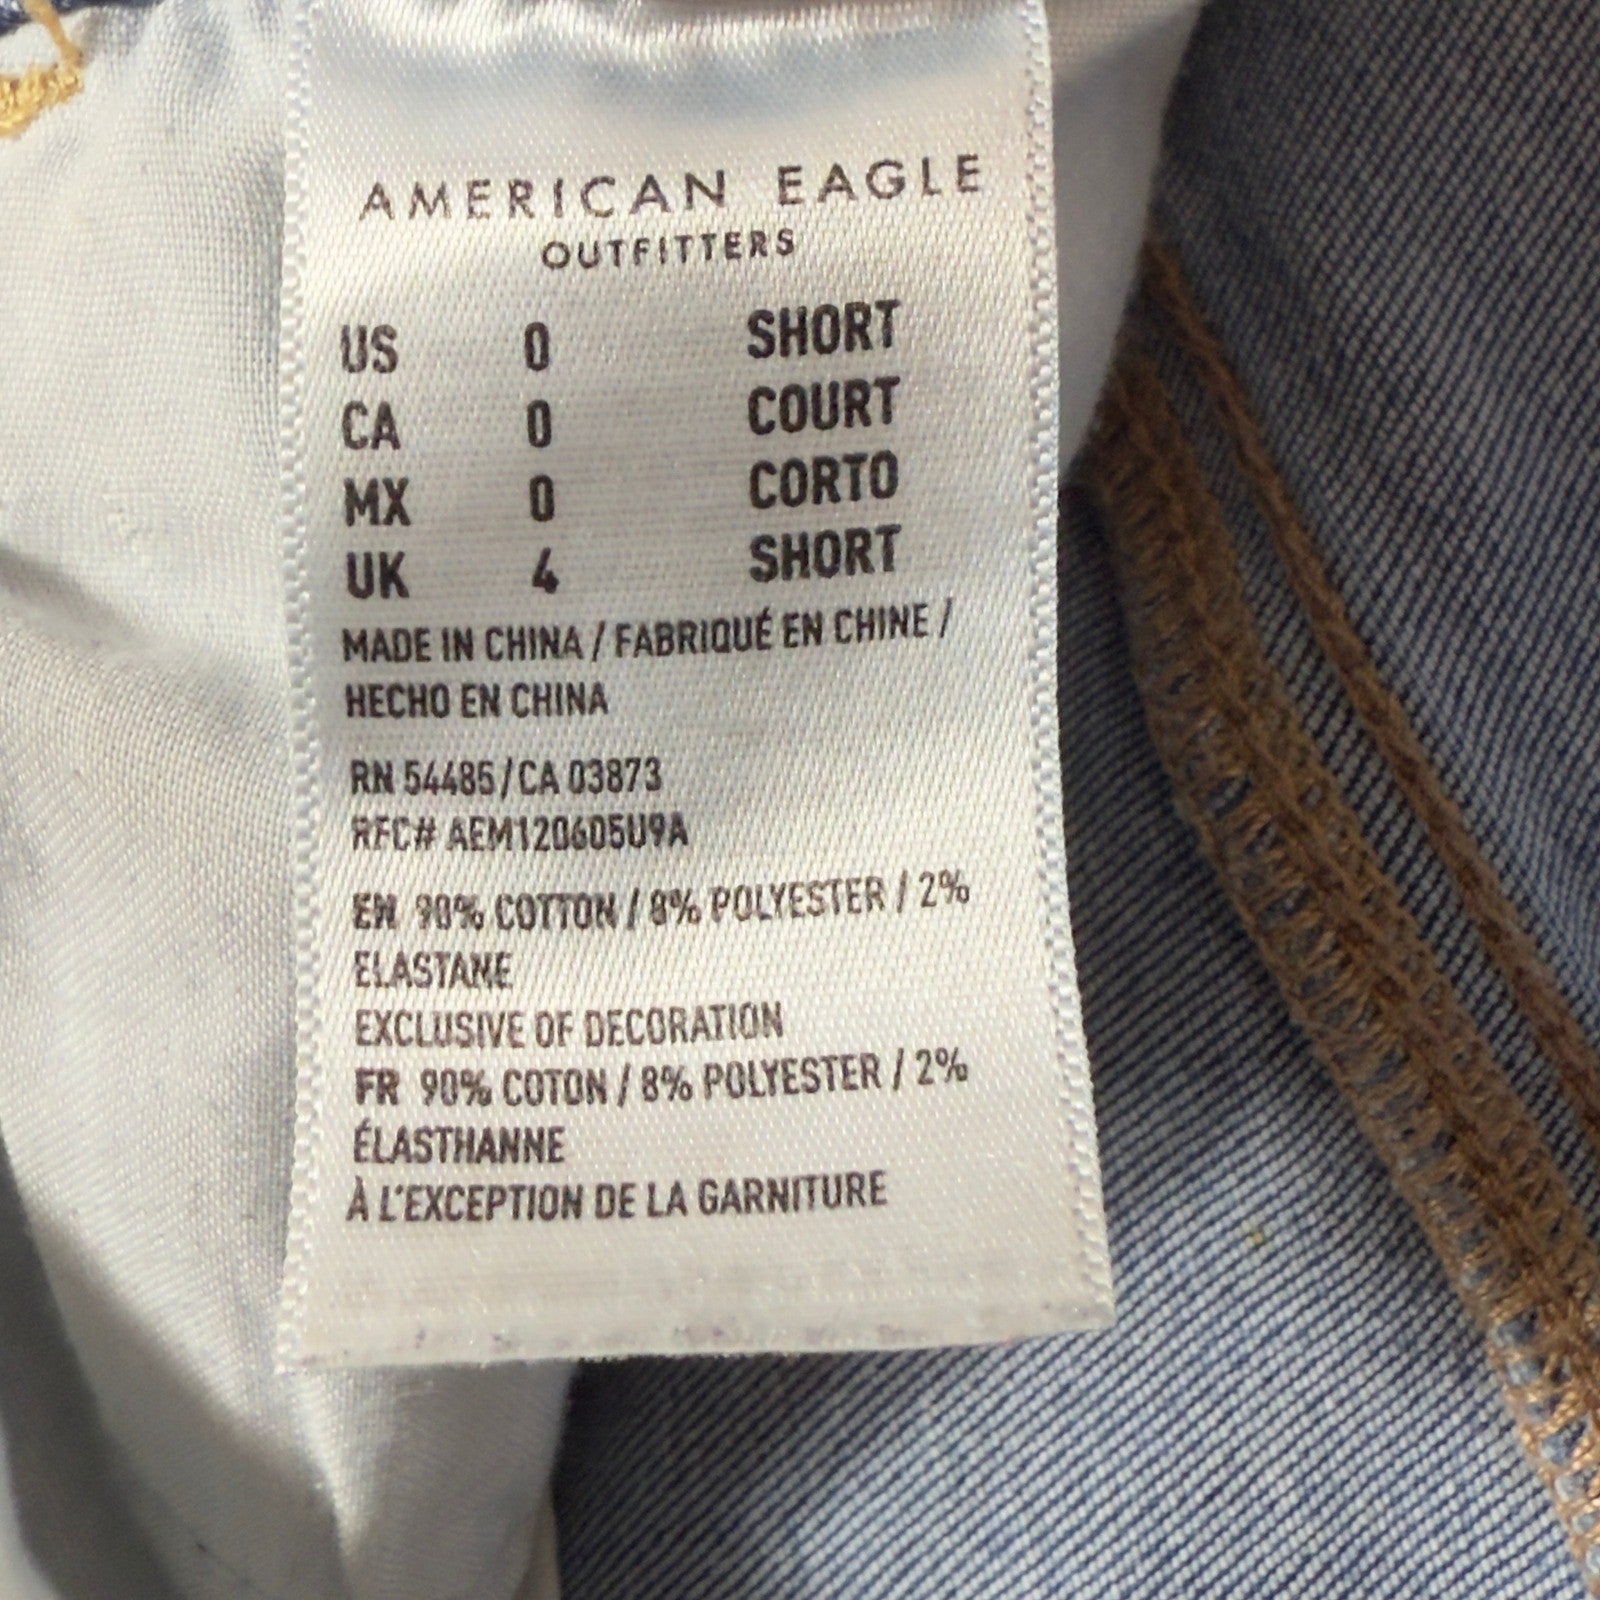 AMERICAN EAGLE
OUTFITTERS
US 0 SHORT
CA 0 COURT
MX 0 CORTO
UK 4 SHORT
MADE IN CHINA / FABRIQUÉ EN CHINE /
HECHO EN CHINA
RN 54485/CA 03873
RFC# AEM120605U9A
EN 90% COTTON / 8% POLYESTER / 2%
ELASTANE
EXCLUSIVE OF DECORATION
FR 90% COTON / 8% POLYESTER / 2%
ÉLASTHANNE
À L'EXCEPTION DE LA GARNITURE